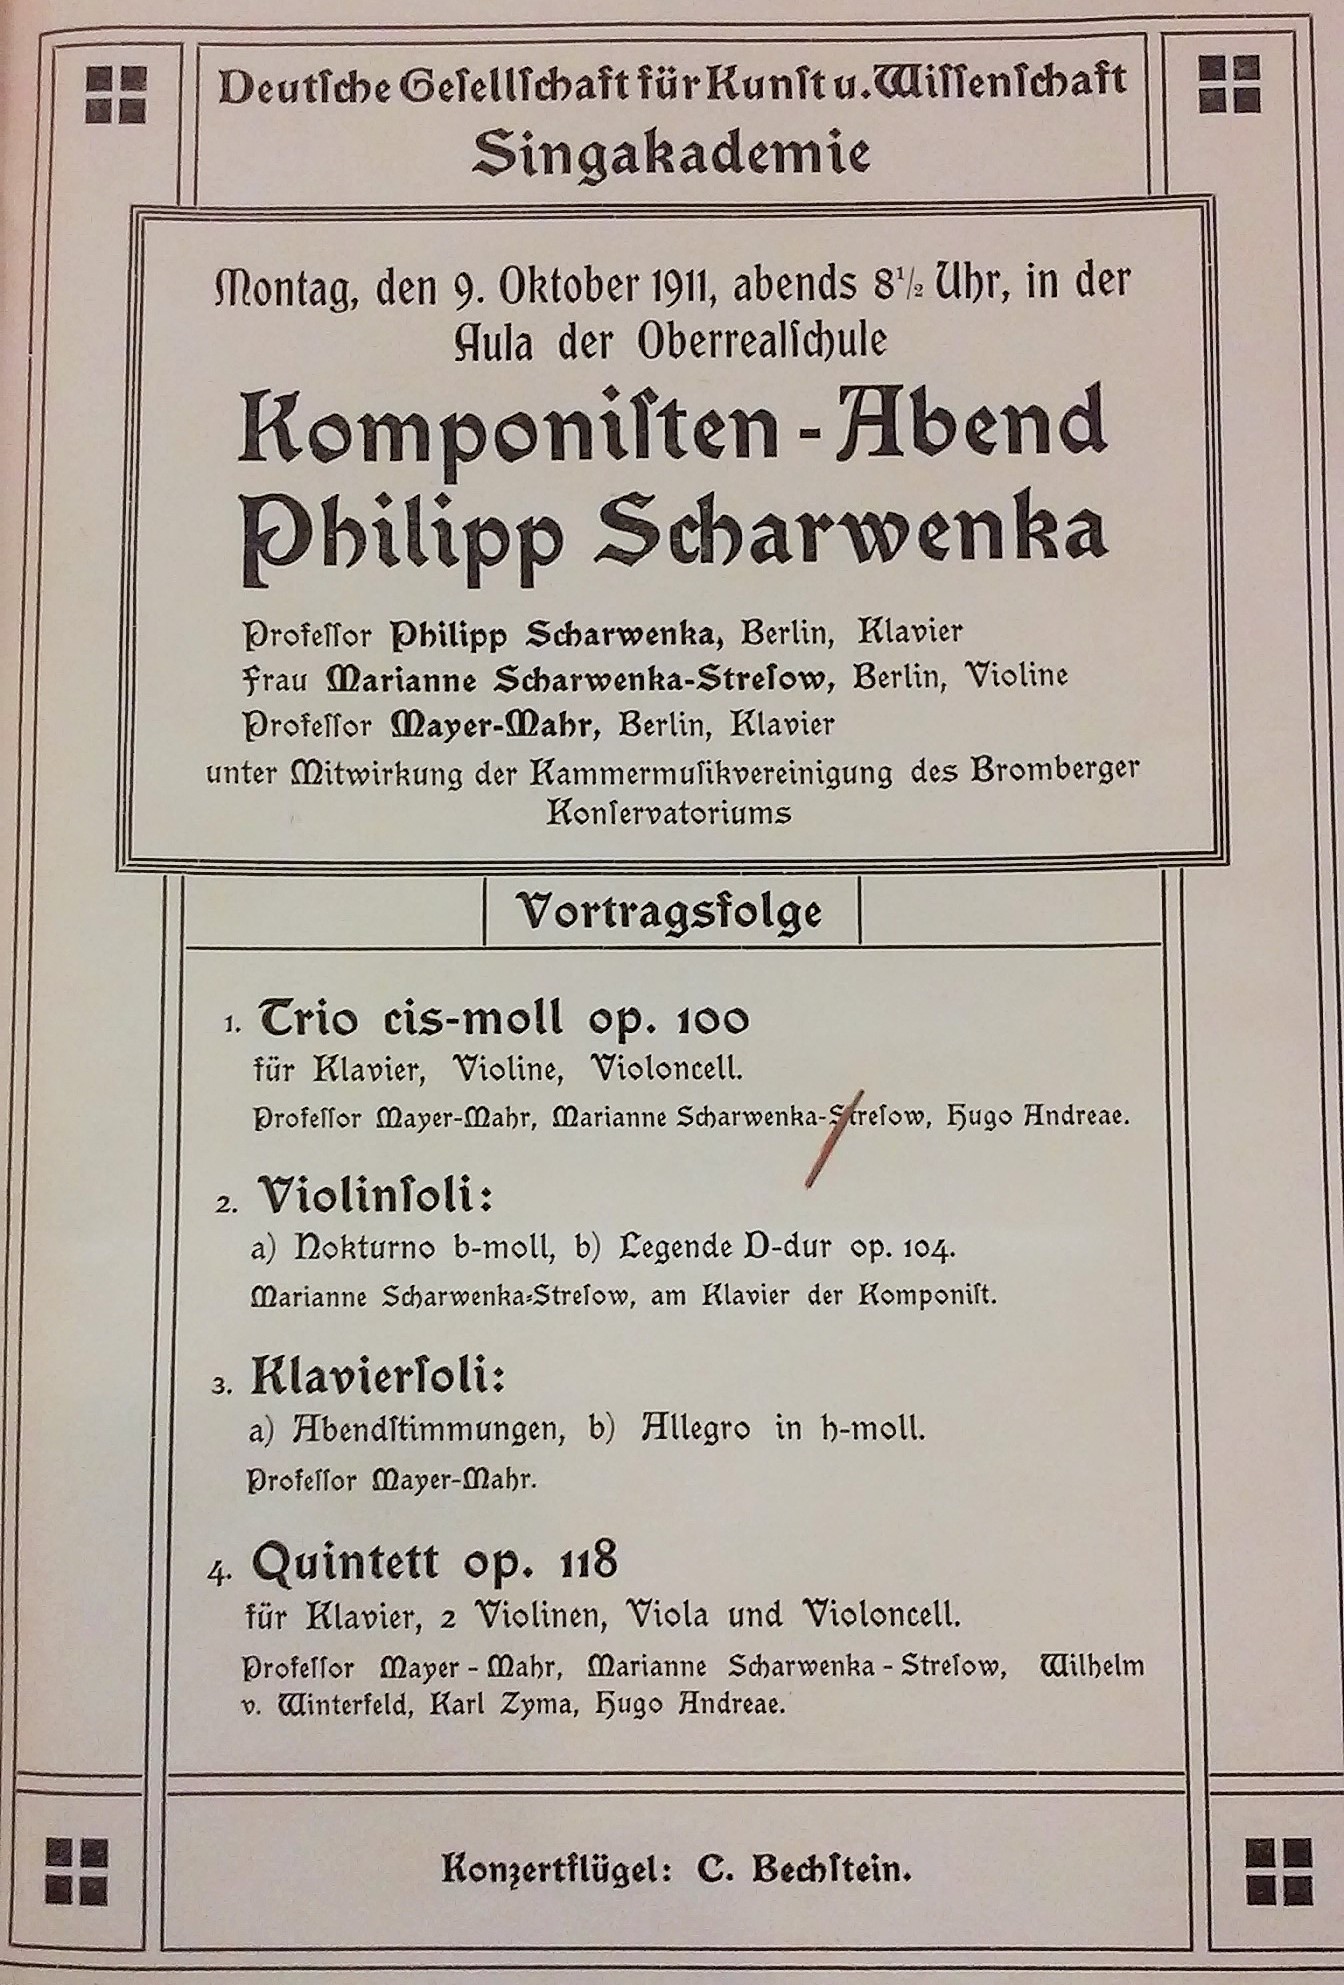 Deutſche Geſellſchaft für Kunſt u. Wiſſenſchaft
Singakademie
Montag, den 9. Oktober 1911, abends 8 1/2 Uhr, in der
Aula der Oberrealſchule
Komponiſten-Abend
Philipp Scharwenka
Profeſſor Philipp Scharwenka, Berlin, Klavier
Frau Marianne Scharwenka-Streſow, Berlin, Violine
Profeſſor Mayer-Mahr, Berlin, Klavier
unter Mitwirkung der Kammermuſikvereinigung des Bromberger
Konſervatoriums
Vortragsfolge
1. Trio cis-moll op. 100
für Klavier, Violine, Violoncell.
Profeſſor Mayer-Mahr, Marianne Scharwenka-Streſow, Hugo Andreae.
2. Violinſoli:
a) Nokturno b-moll, b) Legende D-dur op. 104.
Marianne Scharwenka-Streſow, am Klavier der Komponiſt.
3. Klavierſoli:
a) Abendſtimmungen, b) Allegro in h-moll.
Profeſſor Mayer-Mahr.
4. Quintett op. 118
für Klavier, 2 Violinen, Viola und Violoncell.
Profeſſor Mayer-Mahr, Marianne Scharwenka-Streſow, Wilhelm
v. Winterfeld, Karl Zyma, Hugo Andreae.
Konzertflügel: C. Bechſtein.